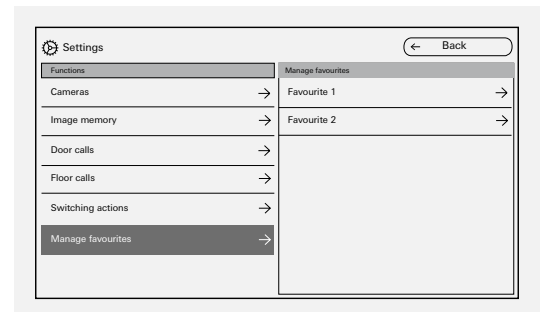 Settings
Back
Functions
Manage favourites
Cameras
Favourite 1
Image memory
Favourite 2
Door calls
Floor calls
Switching actions
Manage favourites